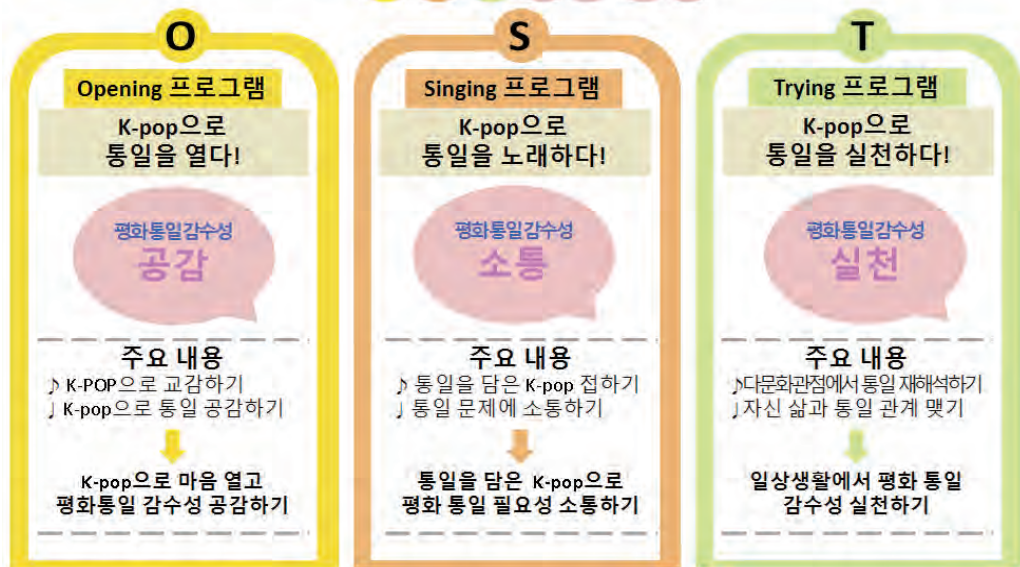 O
Opening 프로그램
K-pop으로
통일을 열다!
평화통일감수성
공감
주요 내용
♪ K-POP으로 교감하기
♩ K-pop으로 통일 공감하기
K-pop으로 마음 열고
평화통일 감수성 공감하기
S
Singing 프로그램
K-pop으로
통일을 노래하다!
평화통일감수성
소통
주요 내용
♪ 통일을 담은 K-pop 접하기
♩ 통일 문제에 소통하기
통일을 담은 K-pop으로
평화 통일 필요성 소통하기
T
Trying 프로그램
K-pop으로
통일을 실천하다!
평화통일감수성
실천
주요 내용
♪다문화관점에서 통일 재해석하기
♩자신 삶과 통일 관계 맺기
일상생활에서 평화 통일
감수성 실천하기